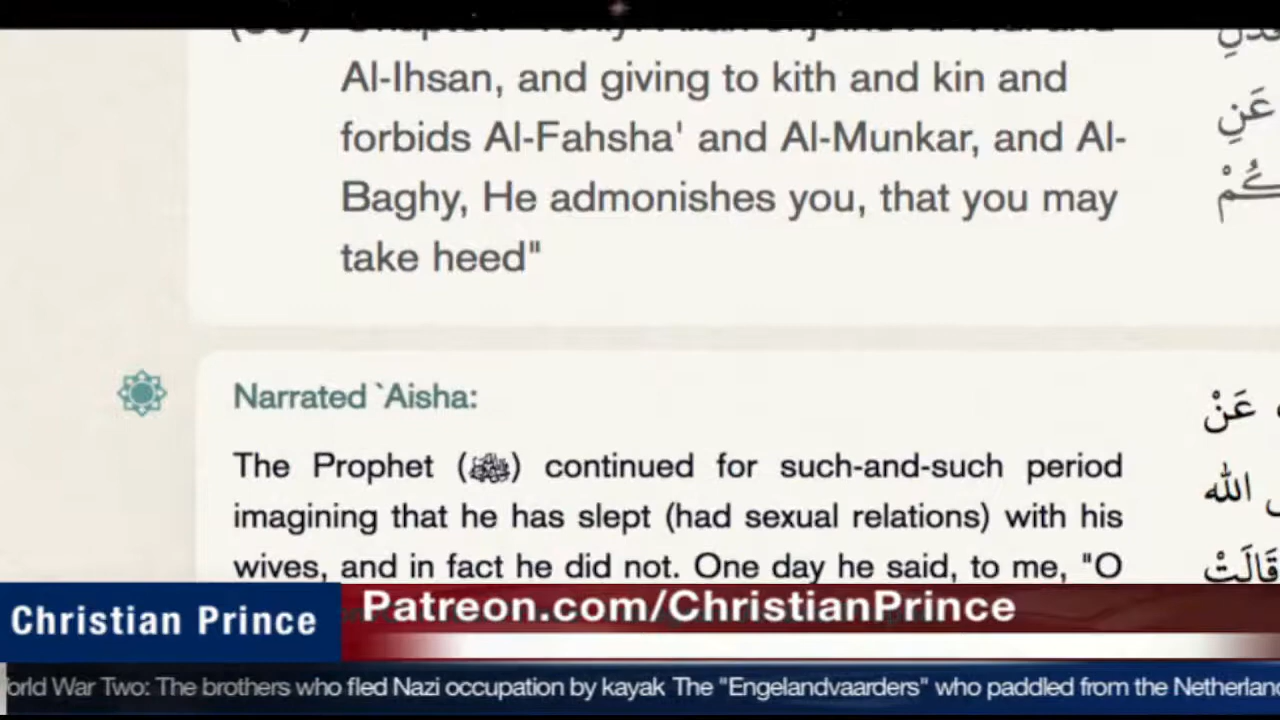 Al-Ihsan, and giving to kith and kin and
forbids Al-Fahsha' and Al-Munkar, and Al-
Baghy, He admonishes you, that you may
take heed"
عَنِ
كُمْ
Narrated `Aisha:
عَنْ
The Prophet (ﷺ) continued for such-and-such period
imagining that he has slept (had sexual relations) with his
الله
wives, and in fact he did not. One day he said, to me, "O
قَالَتْ
Christian Prince
Patreon.com/ChristianPrince
orld War Two: The brothers who fled Nazi occupation by kayak The "Engelandvaarders" who paddled from the Netherland